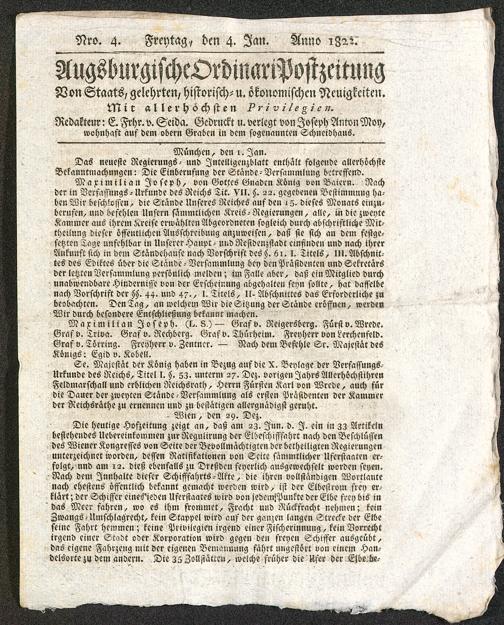 Nro. 4. Freytag, den 4. Jan. Anno 1822.
Augsburgische Ordinari Postzeitung
Von Staats, gelehrten, historisch- u. ökonomischen Neuigkeiten.
Mit allerhöchsten Privilegien.
Redakteur: E. Frhr. v. Seida. Gedruckt u. verlegt von Joseph Anton Moy,
wohnhaft auf dem obern Graben in dem sogenannten Schneidhaus.
München, den 1. Jan.
Das neueste Regierungs- und Intelligenzblatt enthält folgende allerhöchste
Bekanntmachungen: Die Einberufung der Stände-Versammlung betreffend.
Maximilian Joseph, von Gottes Gnaden König von Baiern. Nach
der in Verfassungs-Urkunde des Reichs Tit. VII. §. 22. gegebenen Bestimmung ha-
ben Wir beschlossen, die Stände Unseres Reiches auf den 15. dieses Monats einzu-
berufen, und befehlen Unsern sämmtlichen Kreis-Regierungen, alle, in die zweyte
Kammer aus ihrem Kreise erwählten Abgeordneten sogleich durch abschriftliche Mit-
theilung dieser öffentlichen Ausschreibung anzuweisen, daß sie sich an dem festge-
setzten Tage unfehlbar in Unserer Haupt- und Residenzstadt einfinden und nach ihrer
Ankunft sich in dem Ständehause nach Vorschrift des §. 61. I. Titels, III. Abschnit-
tes des Ediktes über die Stände-Versammlung bey den Präsidenten und Sekretärs
der letzten Versammlung persönlich melden; im Falle aber, daß ein Mitglied durch
unabwendbare Hindernisse von der Erscheinung abgehalten seyn sollte, hat dasselbe
nach Vorschrift der §§. 44. und 47., I. Titels, II. Abschnittes das Erforderliche zu
beobachten. Den Tag, an welchem Wir die Sitzung der Stände eröffnen, werden
Wir durch besondere Entschließung bekannt machen.
Maximilian Joseph. (L. S.) — Graf v. Reigersberg. Fürst v. Wrede.
Graf v. Triva. Graf v. Rechberg. Graf v. Thürheim. Freyherr von Lerchenfeld.
Graf v. Törring. Freyherr v. Zentner. — Nach dem Befehle Sr. Majestät des
Königs: Egid v. Kobell.
Se. Majestät der König haben in Bezug auf die X. Beylage der Verfassungs-
Urkunde des Reichs, Titel I. §. 53. unterm 27. Dez. vorigen Jahrs Allerhöchstihren
Feldmarschall und erblichen Reichsrath, Herrn Fürsten Karl von Wrede, auch für
die Dauer der zweyten Stände-Versammlung als ersten Präsidenten der Kammer
der Reichsräthe zu ernennen und zu bestätigen allergnädigst geruht.
Wien, den 29. Dez.
Die heutige Hofzeitung zeigt an, daß am 23. Jun. d. J. ein in 33 Artikeln
bestehendes Uebereinkommen zur Regulirung der Elbeschifffahrt nach den Beschlüssen
des Wiener Kongresses von Seite der Bevollmächtigten der betheiligten Regierungen
unterzeichnet worden, dessen Ratifikationen von Seite sämmtlicher Uferstaaten er-
folgt, und am 12. dieß ebenfalls zu Dresden feyerlich ausgewechselt worden seyen.
Nach dem Innhalte dieser Schifffahrts-Akte, die ihren vollständigen Wortlaute
nach ehestens öffentlich bekannt gemacht werden wird, ist der Elbestrom frey er-
klärt; der Schiffer eines jeden Uferstaates wird von jedem Punkte der Elbe frey bis in
das Meer fahren, wo es ihm frommet, Fracht und Rückfracht nehmen; kein
Zwangs-Umschlagrecht, kein Stappel wird auf der ganzen langen Strecke der Elbe
seine Fahrt hemmen; keine Privilegien irgend einer Fischerinnung, kein Vorrecht
irgend einer Stadt oder Korporation wird gegen den freyen Schiffer ausgeübt,
das eigene Fahrzeug mit der eigenen Bemannung fährt ungestört von einem Han-
delsorte zu dem andern. Die 35 Zollstätten, welche früher die Ufer der Elbe be-